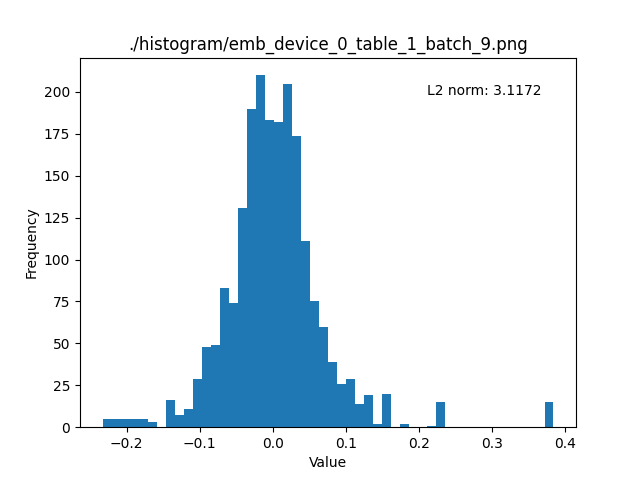 ./histogram/emb_device_0_table_1_batch_9.png
L2 norm: 3.1172
200
175
150
125
100
75
50
25
0
Frequency
−0.2 −0.1 0.0 0.1 0.2 0.3 0.4
Value